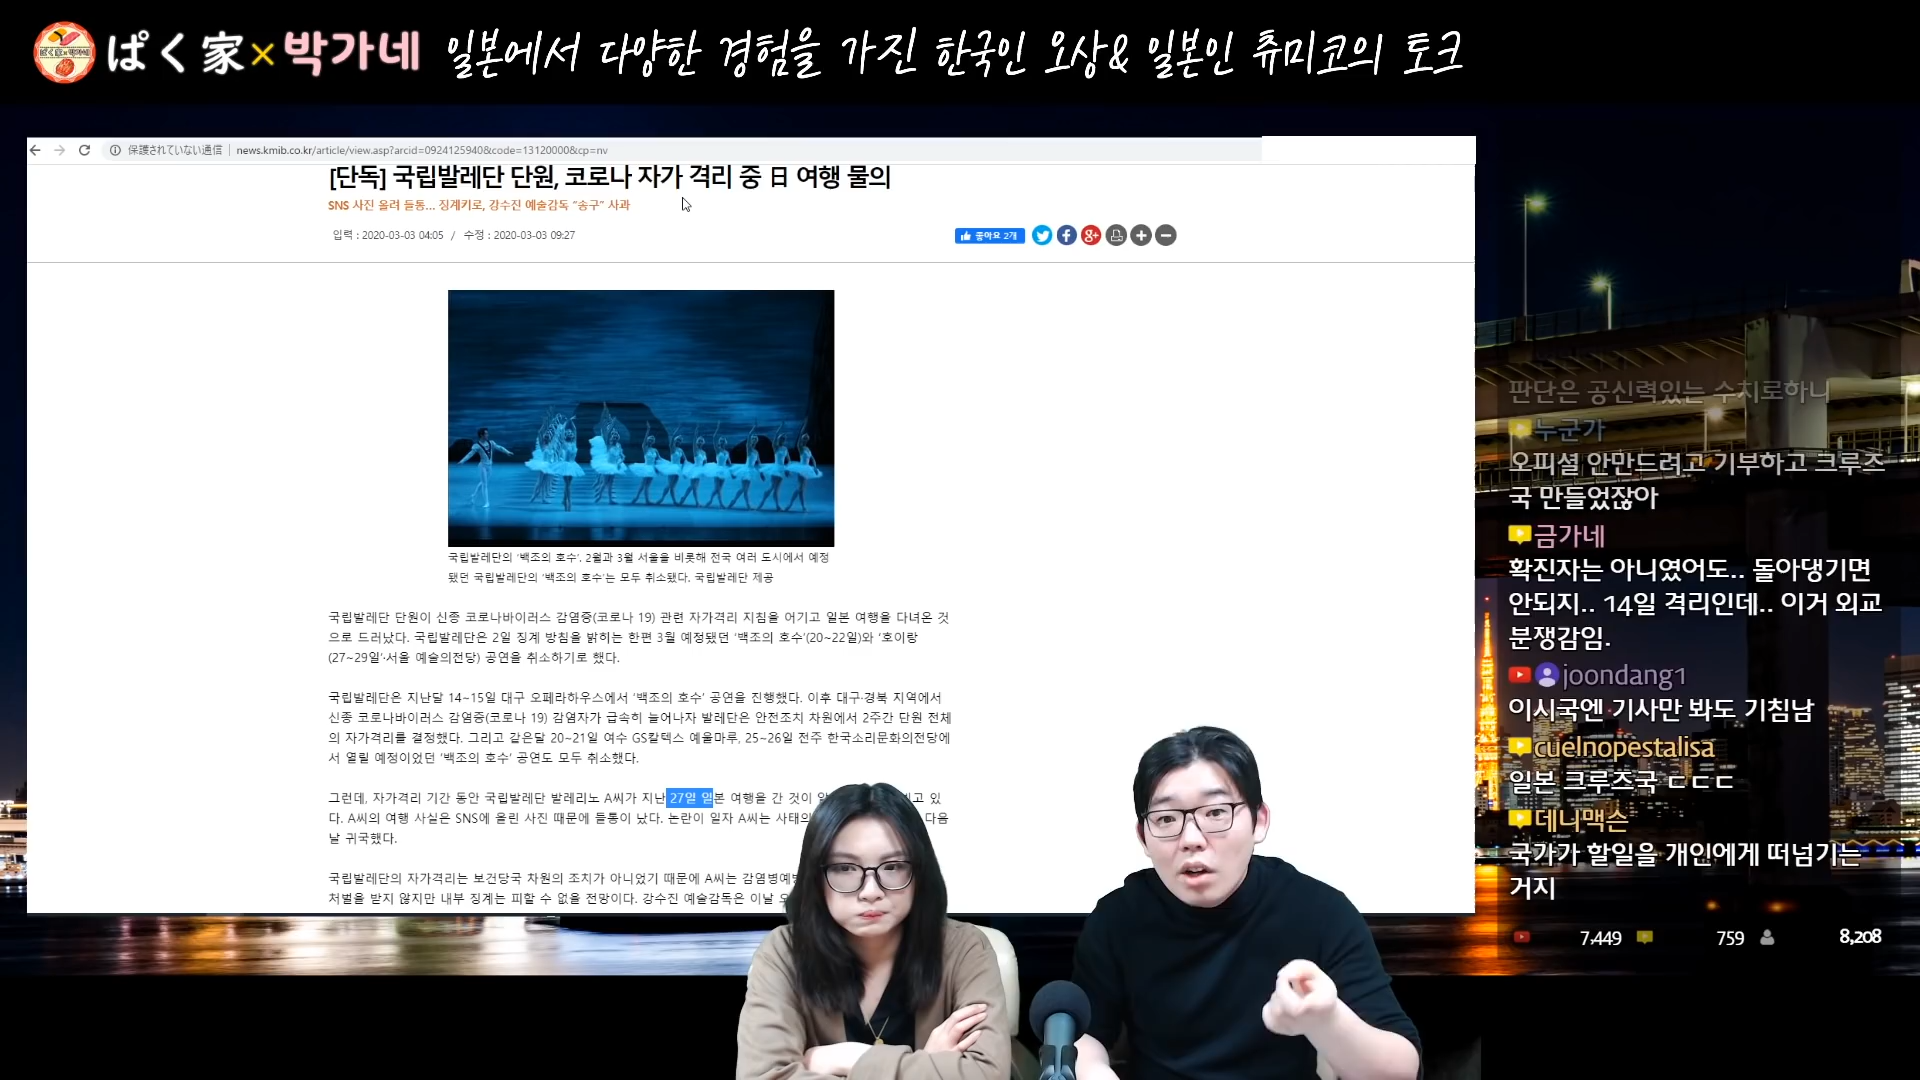 ぱく家×박가네 일본에서 다양한 경험을 가진 한국인 오상& 일본인 츄미코의 토크
保護されていない通信 news.kmib.co.kr/article/view.asp?arcid=0924125940&code=13120000&cp=nv
[단독] 국립발레단 단원, 코로나 자가 격리 중 日 여행 물의
SNS 사진 올려 들통… 징계키로, 강수진 예술감독 “송구” 사과
입력 : 2020-03-03 04:05 / 수정 : 2020-03-03 09:27
좋아요 2개
국립발레단의 '백조의 호수'. 2월과 3월 서울을 비롯해 전국 여러 도시에서 예정
됐던 국립발레단의 '백조의 호수'는 모두 취소됐다. 국립발레단 제공
국립발레단 단원이 신종 코로나바이러스 감염증(코로나 19) 관련 자가격리 지침을 어기고 일본 여행을 다녀온 것
으로 드러났다. 국립발레단은 2일 징계 방침을 밝히는 한편 3월 예정됐던 ‘백조의 호수’(20~22일)와 ‘호이랑
(27~29일’·서울 예술의전당) 공연을 취소하기로 했다.
국립발레단은 지난달 14~15일 대구 오페라하우스에서 ‘백조의 호수’ 공연을 진행했다. 이후 대구·경북 지역에서
신종 코로나바이러스 감염증(코로나 19) 감염자가 급속히 늘어나자 발레단은 안전조치 차원에서 2주간 단원 전체
의 자가격리를 결정했다. 그리고 같은달 20~21일 여수 GS칼텍스 예울마루, 25~26일 전주 한국소리문화의전당에
서 열릴 예정이었던 ‘백조의 호수’ 공연도 모두 취소했다.
그런데, 자가격리 기간 동안 국립발레단 발레리노 A씨가 지난 27일 일본 여행을 간 것이 고 있
다. A씨의 여행 사실은 SNS에 올린 사진 때문에 들통이 났다. 논란이 일자 A씨는 사태의 다음
날 귀국했다.
국립발레단의 자가격리는 보건당국 차원의 조치가 아니었기 때문에 A씨는 감염병예방
처벌을 받지 않지만 내부 징계는 피할 수 없을 전망이다. 강수진 예술감독은 이날
판단은 공신력있는 수치로하니
누군가
오피셜 안만드려고 기부하고 크루즈
국 만들었잖아
금가네
확진자는 아니였어도.. 돌아댕기면
안되지.. 14일 격리인데.. 이거 외교
분쟁감임.
joondang1
이시국엔 기사만 봐도 기침남
cuelnopestalisa
일본 크루즈국 ㄷㄷㄷ
데니맥슨
국가가 할일을 개인에게 떠넘기는
거지
7,449 759 8,208